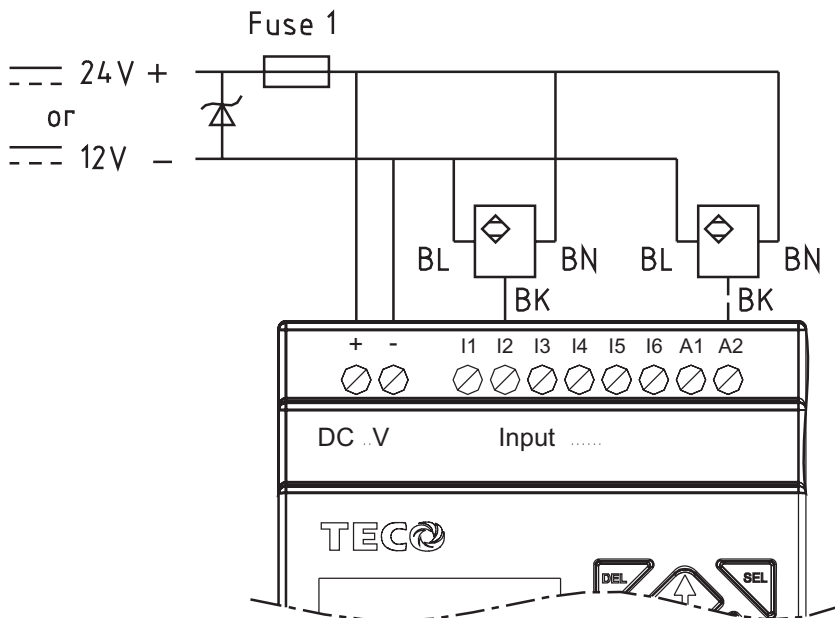 Fuse 1
24V +
or
12V –
BL BN BL BN
BK BK
+ - I1 I2 I3 I4 I5 I6 A1 A2
DC ..V Input ......
TECO
DEL SEL